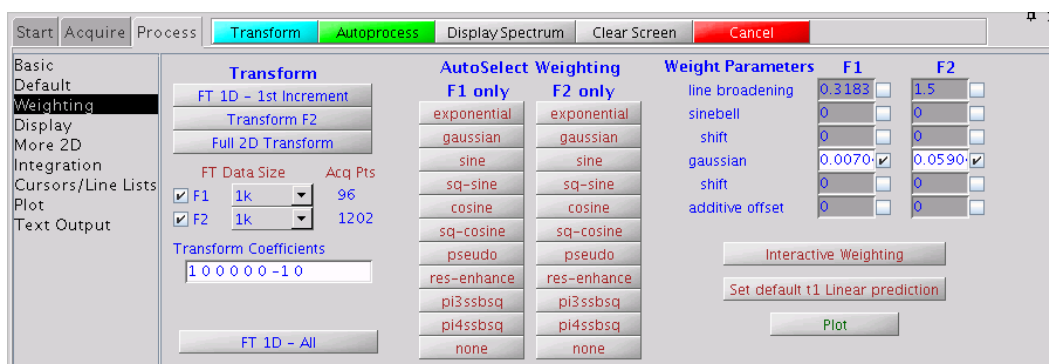 Start Acquire Process Transform Autoprocess Display Spectrum Clear Screen Cancel
Basic
Default
Weighting
Display
More 2D
Integration
Cursors/Line Lists
Plot
Text Output
Transform
FT 1D - 1st Increment
Transform F2
Full 2D Transform
FT Data Size Acq Pts
F1 1k 96
F2 1k 1202
Transform Coefficients
1 0 0 0 0 0 -1 0
FT 1D - All
AutoSelect Weighting
F1 only F2 only
exponential exponential
gaussian gaussian
sine sine
sq-sine sq-sine
cosine cosine
sq-cosine sq-cosine
pseudo pseudo
res-enhance res-enhance
pi3ssbsq pi3ssbsq
pi4ssbsq pi4ssbsq
none none
Weight Parameters F1 F2
line broadening 0.3183 1.5
sinebell 0 0
shift 0 0
gaussian 0.0070 0.0590
shift 0 0
additive offset 0 0
Interactive Weighting
Set default t1 Linear prediction
Plot